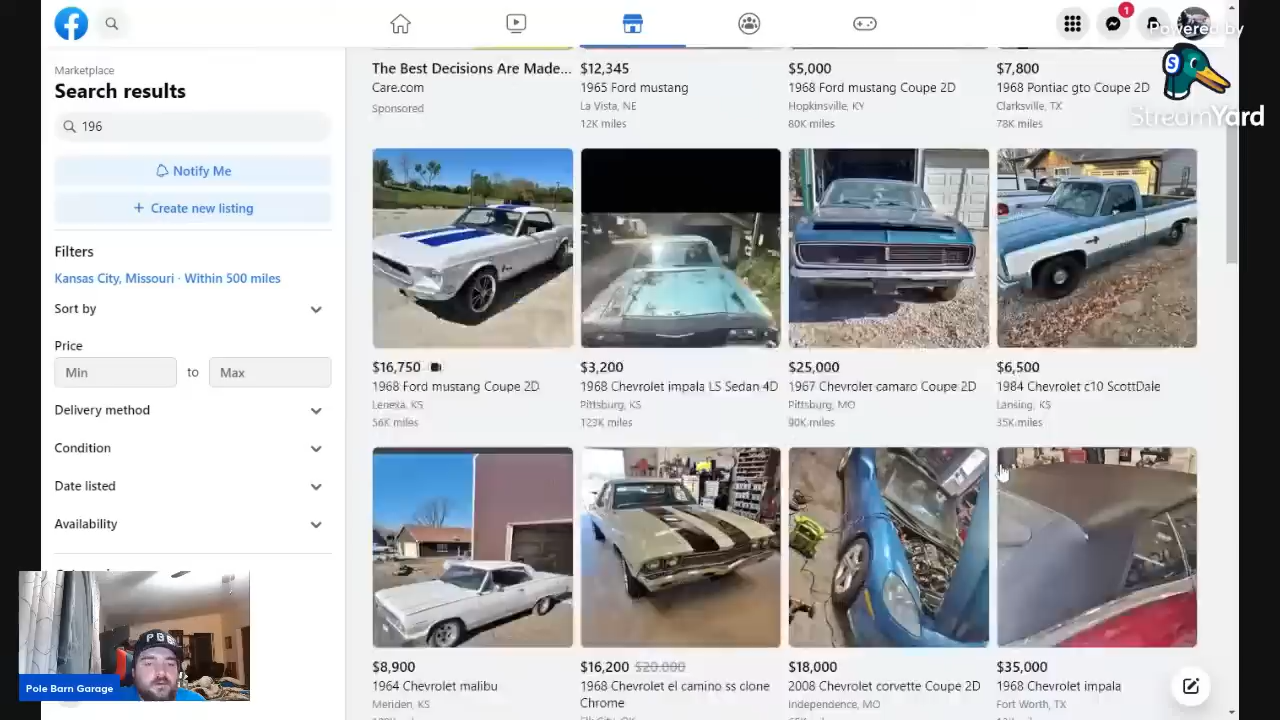 1
Powered by
StreamYard
Marketplace
Search results
196
Notify Me
+ Create new listing
Filters
Kansas City, Missouri · Within 500 miles
Sort by
Price
Min to Max
Delivery method
Condition
Date listed
Availability
The Best Decisions Are Made...
Care.com
Sponsored
$12,345
1965 Ford mustang
La Vista, NE
12K miles
$5,000
1968 Ford mustang Coupe 2D
Hopkinsville, KY
80K miles
$7,800
1968 Pontiac gto Coupe 2D
Clarksville, TX
78K miles
$16,750
1968 Ford mustang Coupe 2D
Lenexa, KS
56K miles
$3,200
1968 Chevrolet impala LS Sedan 4D
Pittsburg, KS
123K miles
$25,000
1967 Chevrolet camaro Coupe 2D
Pittsburg, MO
90K miles
$6,500
1984 Chevrolet c10 ScottDale
Lansing, KS
35K miles
$8,900
1964 Chevrolet malibu
Meriden, KS
$16,200 $20,000
1968 Chevrolet el camino ss clone
Chrome
$18,000
2008 Chevrolet corvette Coupe 2D
Independence, MO
$35,000
1968 Chevrolet impala
Fort Worth, TX
PBG
Pole Barn Garage